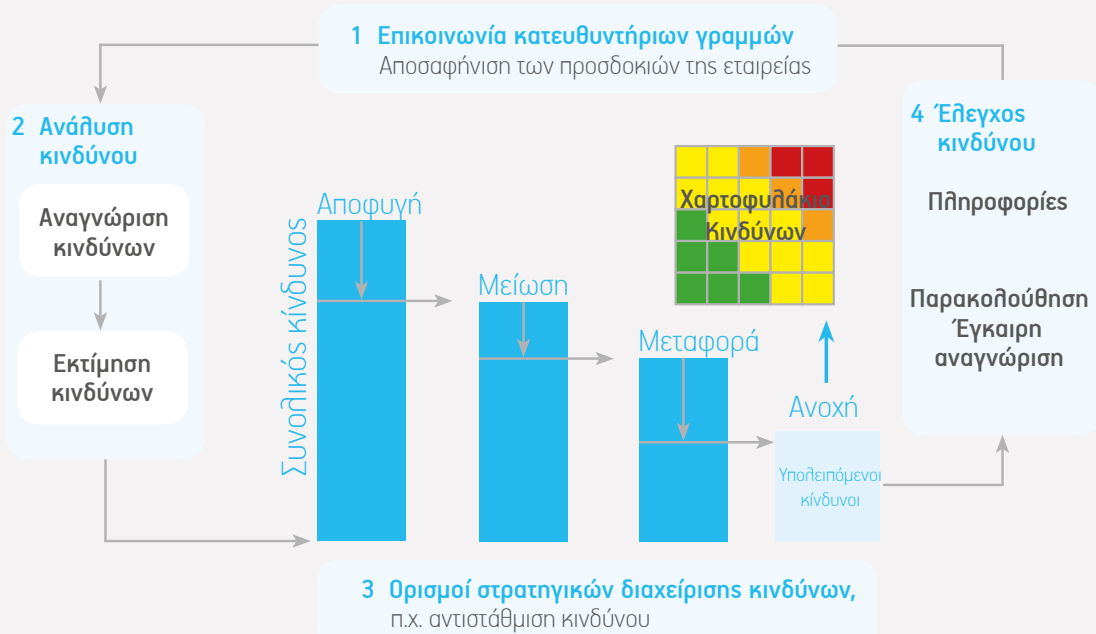 1 Επικοινωνία κατευθυντήριων γραμμών
Αποσαφήνιση των προσδοκιών της εταιρείας
2 Ανάλυση
κινδύνου
Αναγνώριση
κινδύνων
Εκτίμηση
κινδύνων
Συνολικός κίνδυνος
Αποφυγή
Μείωση
Μεταφορά
Ανοχή
Υπολειπόμενοι
κίνδυνοι
Χαρτοφυλάκιο
Κινδύνων
4 Έλεγχος
κινδύνου
Πληροφορίες
Παρακολούθηση
Έγκαιρη
αναγνώριση
3 Ορισμοί στρατηγικών διαχείρισης κινδύνων,
π.χ. αντιστάθμιση κινδύνου